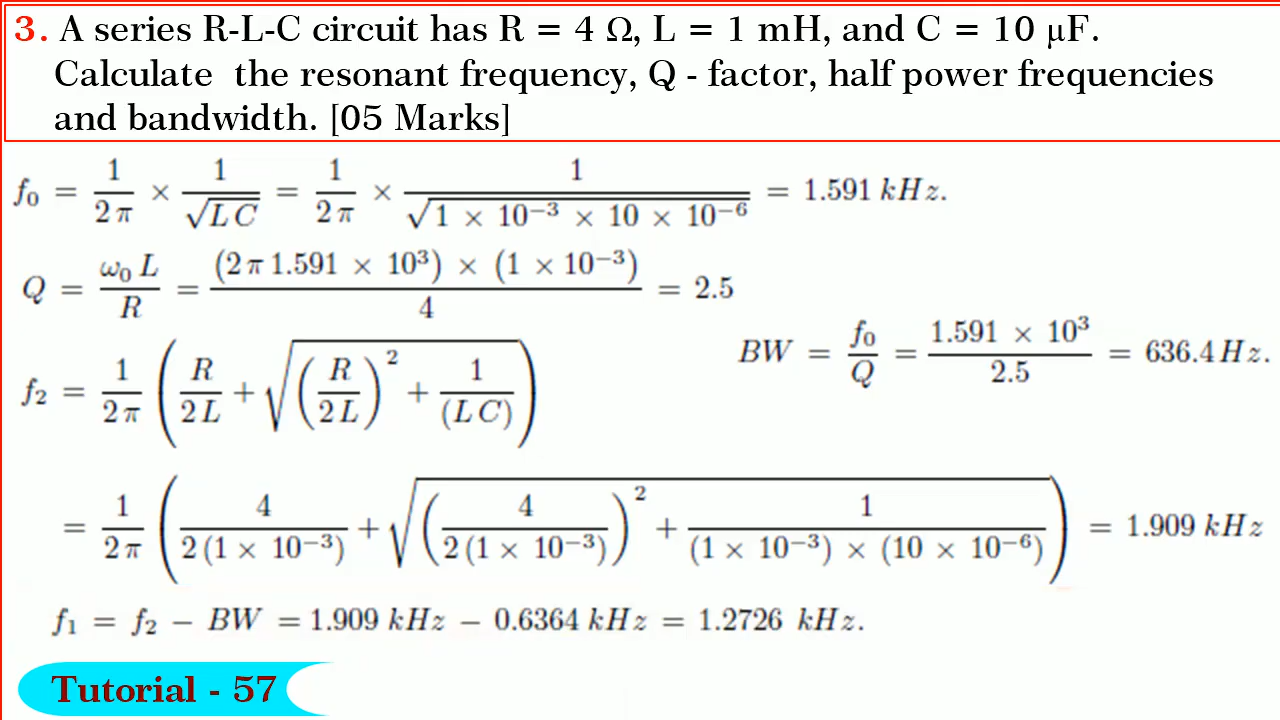 3. A series R-L-C circuit has R = 4 Ω, L = 1 mH, and C = 10 μF.
Calculate the resonant frequency, Q - factor, half power frequencies
and bandwidth. [05 Marks]
f₀ = 1/(2π) × 1/√(LC) = 1/(2π) × 1/√(1 × 10⁻³ × 10 × 10⁻⁶) = 1.591 kHz.
Q = ω₀L/R = (2π 1.591 × 10³) × (1 × 10⁻³)/4 = 2.5
BW = f₀/Q = 1.591 × 10³/2.5 = 636.4 Hz.
f₂ = 1/(2π) (R/(2L) + √((R/(2L))² + 1/(LC)))
= 1/(2π) (4/(2(1 × 10⁻³)) + √((4/(2(1 × 10⁻³)))² + 1/((1 × 10⁻³) × (10 × 10⁻⁶)))) = 1.909 kHz
f₁ = f₂ − BW = 1.909 kHz − 0.6364 kHz = 1.2726 kHz.
Tutorial - 57